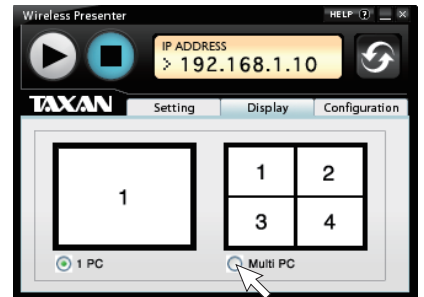 Wireless Presenter HELP ?
IP ADDRESS
> 192.168.1.10
TAXAN Setting Display Configuration
1
1 2
3 4
1 PC Multi PC